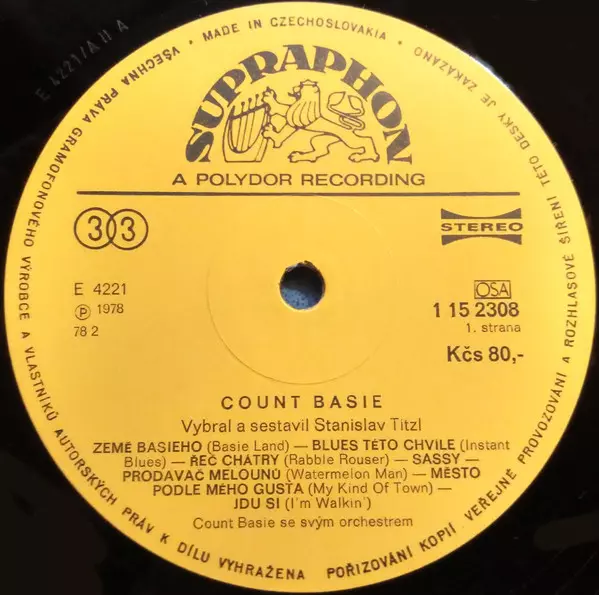 MADE IN CZECHOSLOVAKIA •
VŠECHNA PRÁVA GRAMOFONOVÉHO VÝROBCE A VLASTNÍKŮ AUTORSKÝCH PRÁV K DÍLU VYHRAŽENA
POŘIZOVÁNÍ KOPIÍ VEŘEJNÉ PROVOZOVÁNÍ A ROZHLASOVÉ ŠÍŘENÍ TÉTO DESKY JE ZAKÁZÁNO
E 4221/A II A
SUPRAPHON
A POLYDOR RECORDING
33
STEREO
E 4221
Ⓟ 1978
78 2
OSA
1 15 2308
1. strana
Kčs 80,-
COUNT BASIE
Vybral a sestavil Stanislav Titzl
ZEMĚ BASIEHO (Basie Land) — BLUES TÉTO CHVÍLE (Instant
Blues) — ŘEČ CHÁTRY (Rabble Rouser) — SASSY —
PRODAVAČ MELOUNŮ (Watermelon Man) — MĚSTO
PODLE MÉHO GUSTA (My Kind Of Town) —
JDU SI (I'm Walkin')
Count Basie se svým orchestrem